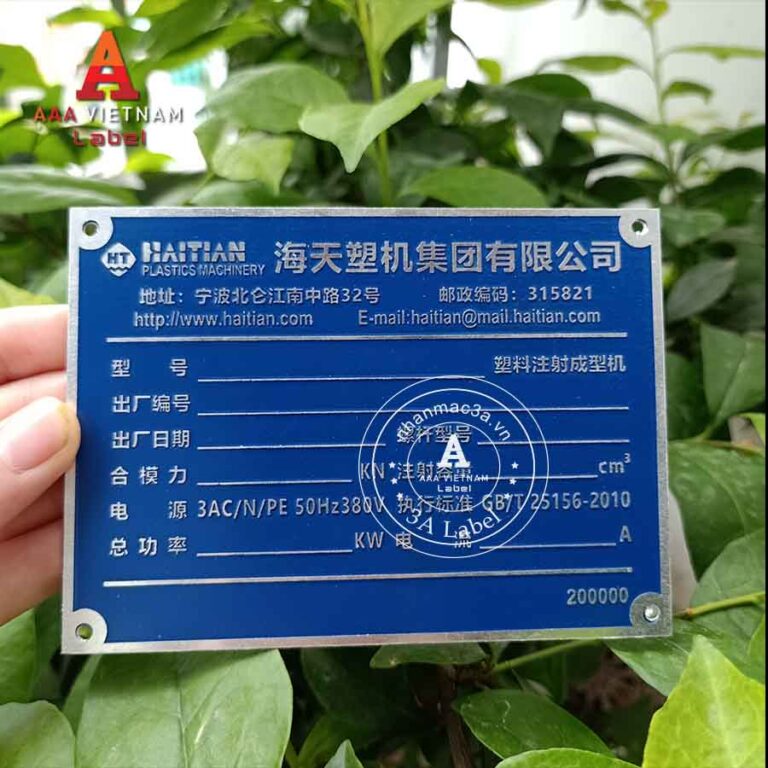 A
AAA VIETNAM
Label
HT HAITIAN
PLASTICS MACHINERY
海天塑机集团有限公司
地址：宁波北仑江南中路32号 邮政编码：315821
http://www.haitian.com E-mail:haitian@mail.haitian.com
型 号 塑料注射成型机
出厂编号
出厂日期 螺杆型号
合模力 KN 注射容量 cm³
电 源 3AC/N/PE 50Hz380V 执行标准 GB/T 25156-2010
总功率 KW 电 流 A
200000
nhanmac3a.vn
A
AAA VIETNAM
Label
3A Label